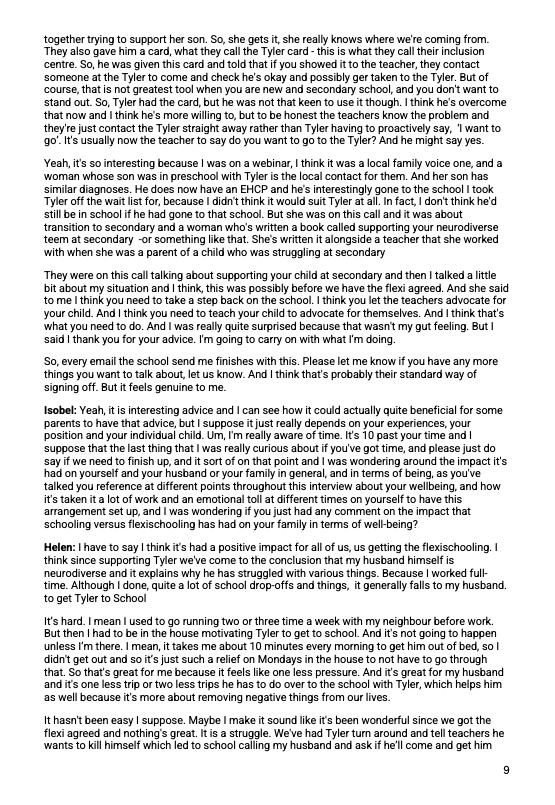 together trying to support her son. So, she gets it, she really knows where we're coming from.
They also gave him a card, what they call the Tyler card - this is what they call their inclusion
centre. So, he was given this card and told that if you showed it to the teacher, they contact
someone at the Tyler to come and check he's okay and possibly ger taken to the Tyler. But of
course, that is not greatest tool when you are new and secondary school, and you don't want to
stand out. So, Tyler had the card, but he was not that keen to use it though. I think he's overcome
that now and I think he's more willing to, but to be honest the teachers know the problem and
they're just contact the Tyler straight away rather than Tyler having to proactively say,  'I want to
go'. It's usually now the teacher to say do you want to go to the Tyler? And he might say yes.
Yeah, it's so interesting because I was on a webinar, I think it was a local family voice one, and a
woman whose son was in preschool with Tyler is the local contact for them. And her son has
similar diagnoses. He does now have an EHCP and he's interestingly gone to the school I took
Tyler off the wait list for, because I didn't think it would suit Tyler at all. In fact, I don't think he'd
still be in school if he had gone to that school. But she was on this call and it was about
transition to secondary and a woman who's written a book called supporting your neurodiverse
teem at secondary  -or something like that. She's written it alongside a teacher that she worked
with when she was a parent of a child who was struggling at secondary
They were on this call talking about supporting your child at secondary and then I talked a little
bit about my situation and I think, this was possibly before we have the flexi agreed. And she said
to me I think you need to take a step back on the school. I think you let the teachers advocate for
your child. And I think you need to teach your child to advocate for themselves. And I think that's
what you need to do. And I was really quite surprised because that wasn't my gut feeling. But I
said I thank you for your advice. I'm going to carry on with what I'm doing.
So, every email the school send me finishes with this. Please let me know if you have any more
things you want to talk about, let us know. And I think that's probably their standard way of
signing off. But it feels genuine to me.
Isobel: Yeah, it is interesting advice and I can see how it could actually quite beneficial for some
parents to have that advice, but I suppose it just really depends on your experiences, your
position and your individual child. Um, I'm really aware of time. It's 10 past your time and I
suppose that the last thing that I was really curious about if you've got time, and please just do
say if we need to finish up, and it sort of on that point and I was wondering around the impact it's
had on yourself and your husband or your family in general, and in terms of being, as you've
talked you reference at different points throughout this interview about your wellbeing, and how
it's taken it a lot of work and an emotional toll at different times on yourself to have this
arrangement set up, and I was wondering if you just had any comment on the impact that
schooling versus flexischooling has had on your family in terms of well-being?
Helen: I have to say I think it's had a positive impact for all of us, us getting the flexischooling. I
think since supporting Tyler we've come to the conclusion that my husband himself is
neurodiverse and it explains why he has struggled with various things. Because I worked full-
time. Although I done, quite a lot of school drop-offs and things,  it generally falls to my husband.
to get Tyler to School
It's hard. I mean I used to go running two or three time a week with my neighbour before work.
But then I had to be in the house motivating Tyler to get to school. And it's not going to happen
unless I'm there. I mean, it takes me about 10 minutes every morning to get him out of bed, so I
didn't get out and so it's just such a relief on Mondays in the house to not have to go through
that. So that's great for me because it feels like one less pressure. And it's great for my husband
and it's one less trip or two less trips he has to do over to the school with Tyler, which helps him
as well because it's more about removing negative things from our lives.
It hasn't been easy I suppose. Maybe I make it sound like it's been wonderful since we got the
flexi agreed and nothing's great. It is a struggle. We've had Tyler turn around and tell teachers he
wants to kill himself which led to school calling my husband and ask if he'll come and get him
9